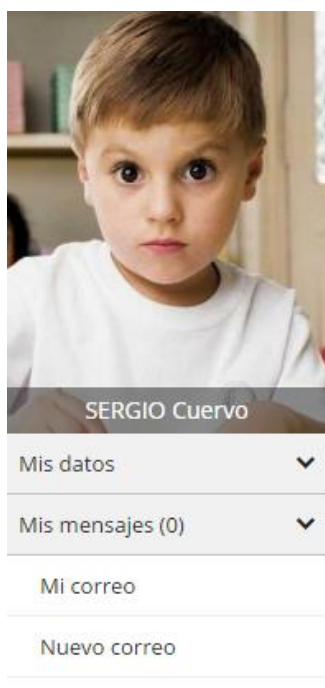 SERGIO Cuervo
Mis datos
Mis mensajes (0)
Mi correo
Nuevo correo